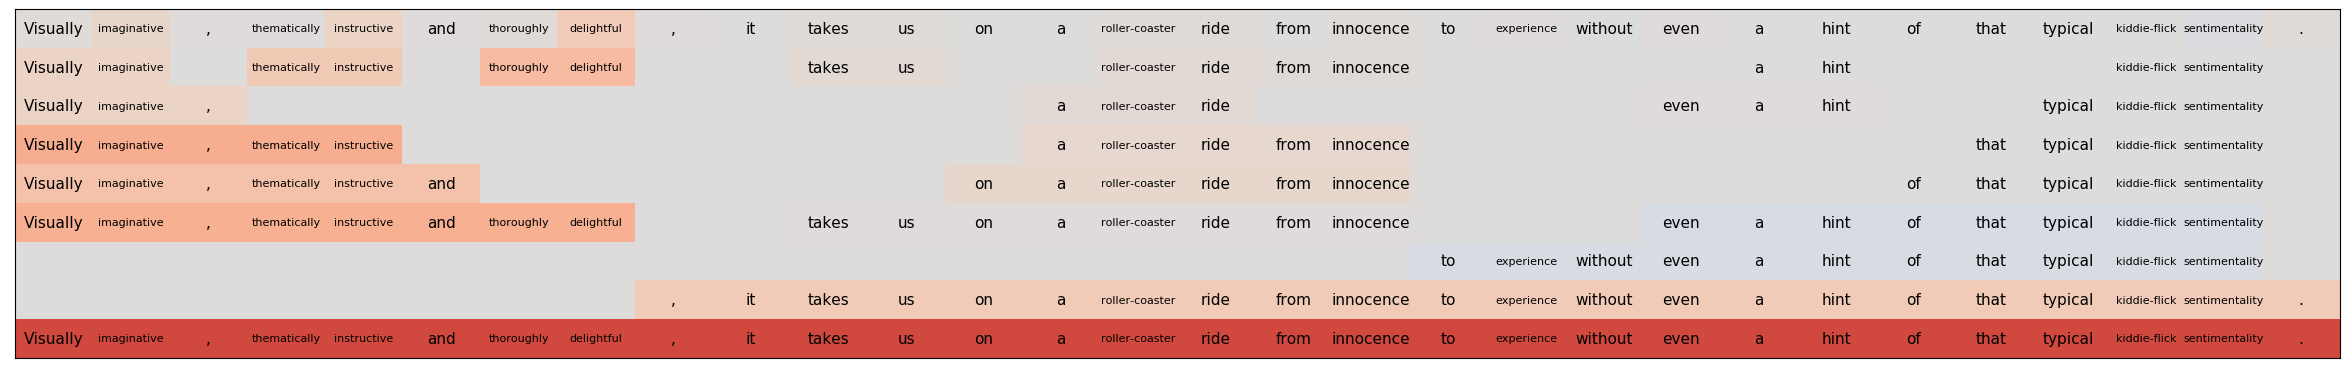 Visually imaginative , thematically instructive and thoroughly delightful , it takes us on a roller-coaster ride from innocence to experience without even a hint of that typical kiddie-flick sentimentality .
Visually imaginative thematically instructive thoroughly delightful takes us roller-coaster ride from innocence a hint kiddie-flick sentimentality
Visually imaginative , a roller-coaster ride even a hint typical kiddie-flick sentimentality
Visually imaginative , thematically instructive a roller-coaster ride from innocence that typical kiddie-flick sentimentality
Visually imaginative , thematically instructive and on a roller-coaster ride from innocence of that typical kiddie-flick sentimentality
Visually imaginative , thematically instructive and thoroughly delightful takes us on a roller-coaster ride from innocence even a hint of that typical kiddie-flick sentimentality
to experience without even a hint of that typical kiddie-flick sentimentality
, it takes us on a roller-coaster ride from innocence to experience without even a hint of that typical kiddie-flick sentimentality .
Visually imaginative , thematically instructive and thoroughly delightful , it takes us on a roller-coaster ride from innocence to experience without even a hint of that typical kiddie-flick sentimentality .